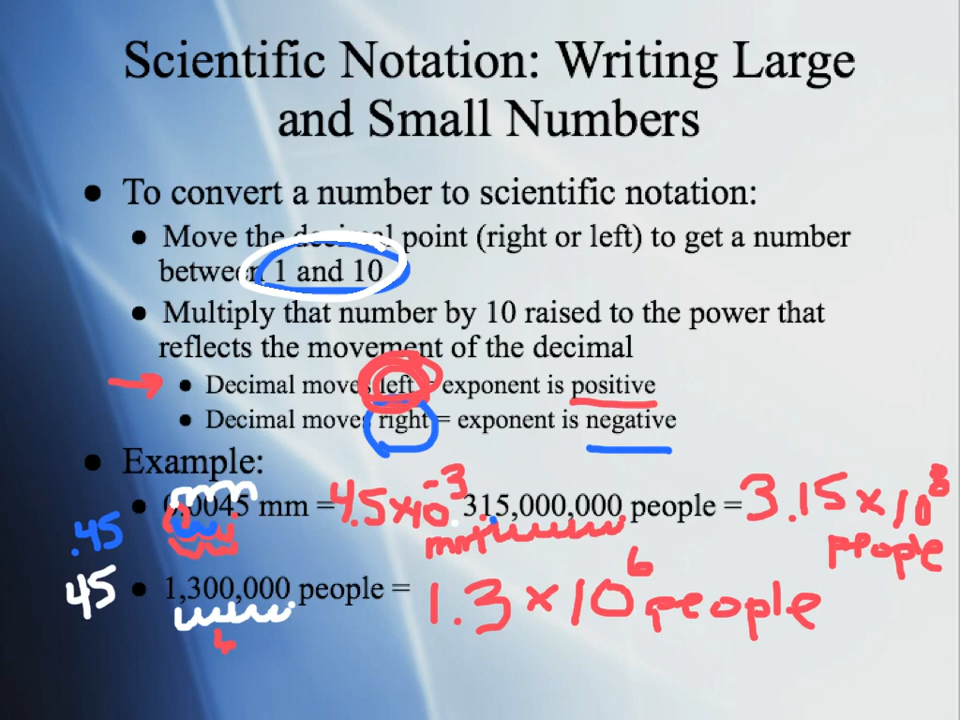 Scientific Notation: Writing Large
and Small Numbers
● To convert a number to scientific notation:
● Move the decimal point (right or left) to get a number
between 1 and 10
● Multiply that number by 10 raised to the power that
reflects the movement of the decimal
● Decimal moves left = exponent is positive
● Decimal moves right = exponent is negative
● Example:
● 0.0045 mm = 4.5 x 10⁻³ mm 315,000,000 people = 3.15 x 10⁸ people
.45
● 1,300,000 people = 1.3 x 10⁶ people
45
6